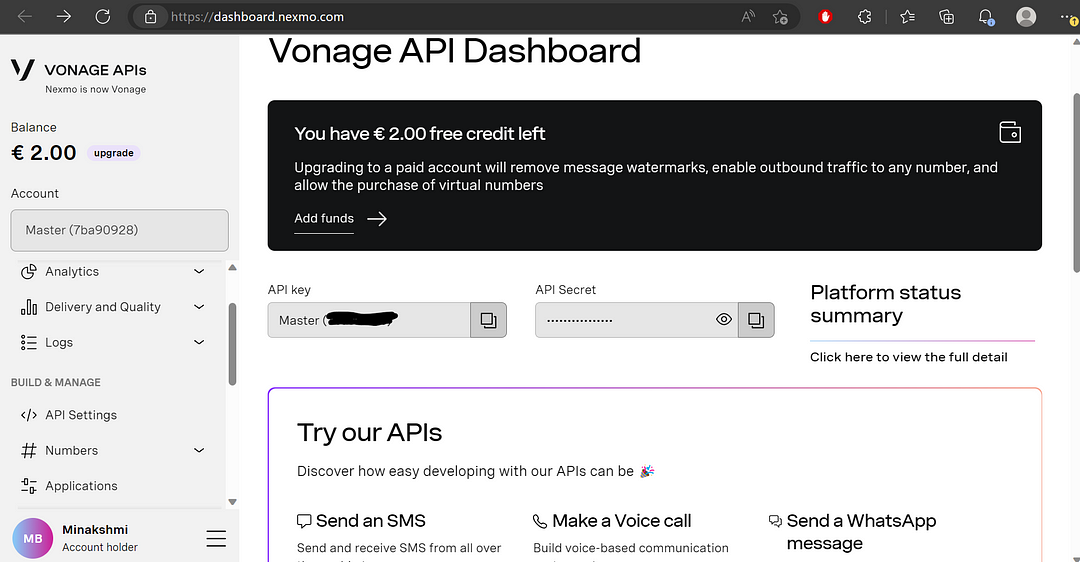 https://dashboard.nexmo.com
VONAGE APIs
Nexmo is now Vonage
Balance
€ 2.00 upgrade
Account
Master (7ba90928)
Analytics
Delivery and Quality
Logs
BUILD & MANAGE
</> API Settings
Numbers
Applications
MB
Minakshmi
Account holder
Vonage API Dashboard
You have € 2.00 free credit left
Upgrading to a paid account will remove message watermarks, enable outbound traffic to any number, and
allow the purchase of virtual numbers
Add funds
API key
Master (
API Secret
Platform status
summary
Click here to view the full detail
Try our APIs
Discover how easy developing with our APIs can be 🎉
Send an SMS
Send and receive SMS from all over
Make a Voice call
Build voice-based communication
Send a WhatsApp
message